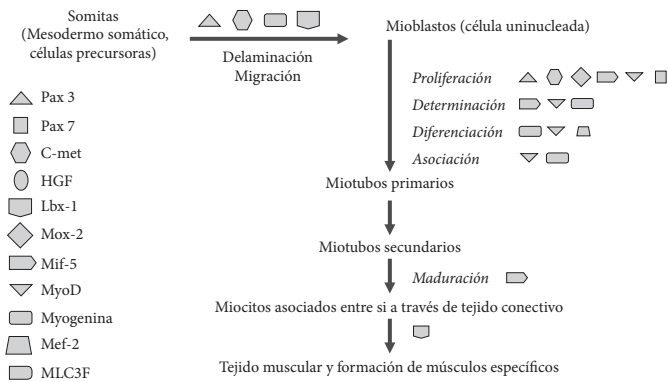 Somitas
(Mesodermo somático,
células precursoras)
Delaminación
Migración
Mioblastos (célula uninucleada)
Proliferación
Determinación
Diferenciación
Asociación
Miotubos primarios
Miotubos secundarios
Maduración
Miocitos asociados entre si a través de tejido conectivo
Tejido muscular y formación de músculos específicos
Pax 3
Pax 7
C-met
HGF
Lbx-1
Mox-2
Mif-5
MyoD
Myogenina
Mef-2
MLC3F